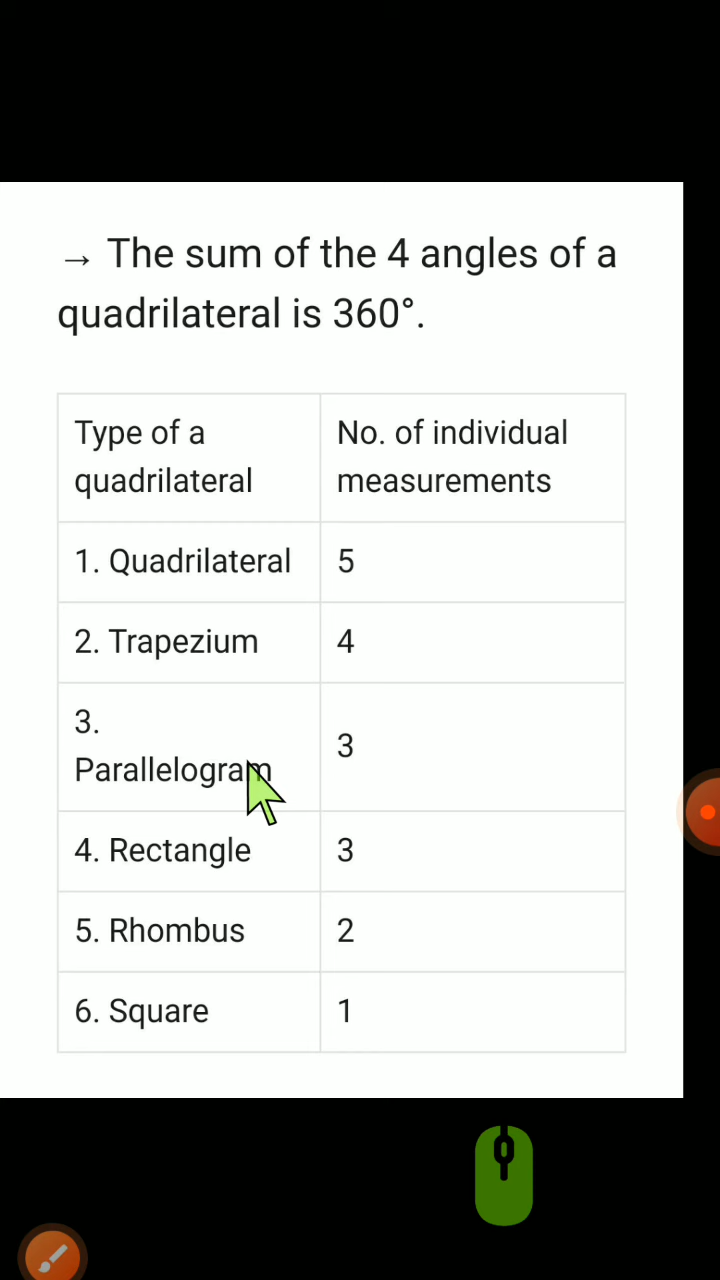 → The sum of the 4 angles of a
quadrilateral is 360°.
Type of a
quadrilateral
No. of individual
measurements
1. Quadrilateral
5
2. Trapezium
4
3.
Parallelogram
3
4. Rectangle
3
5. Rhombus
2
6. Square
1